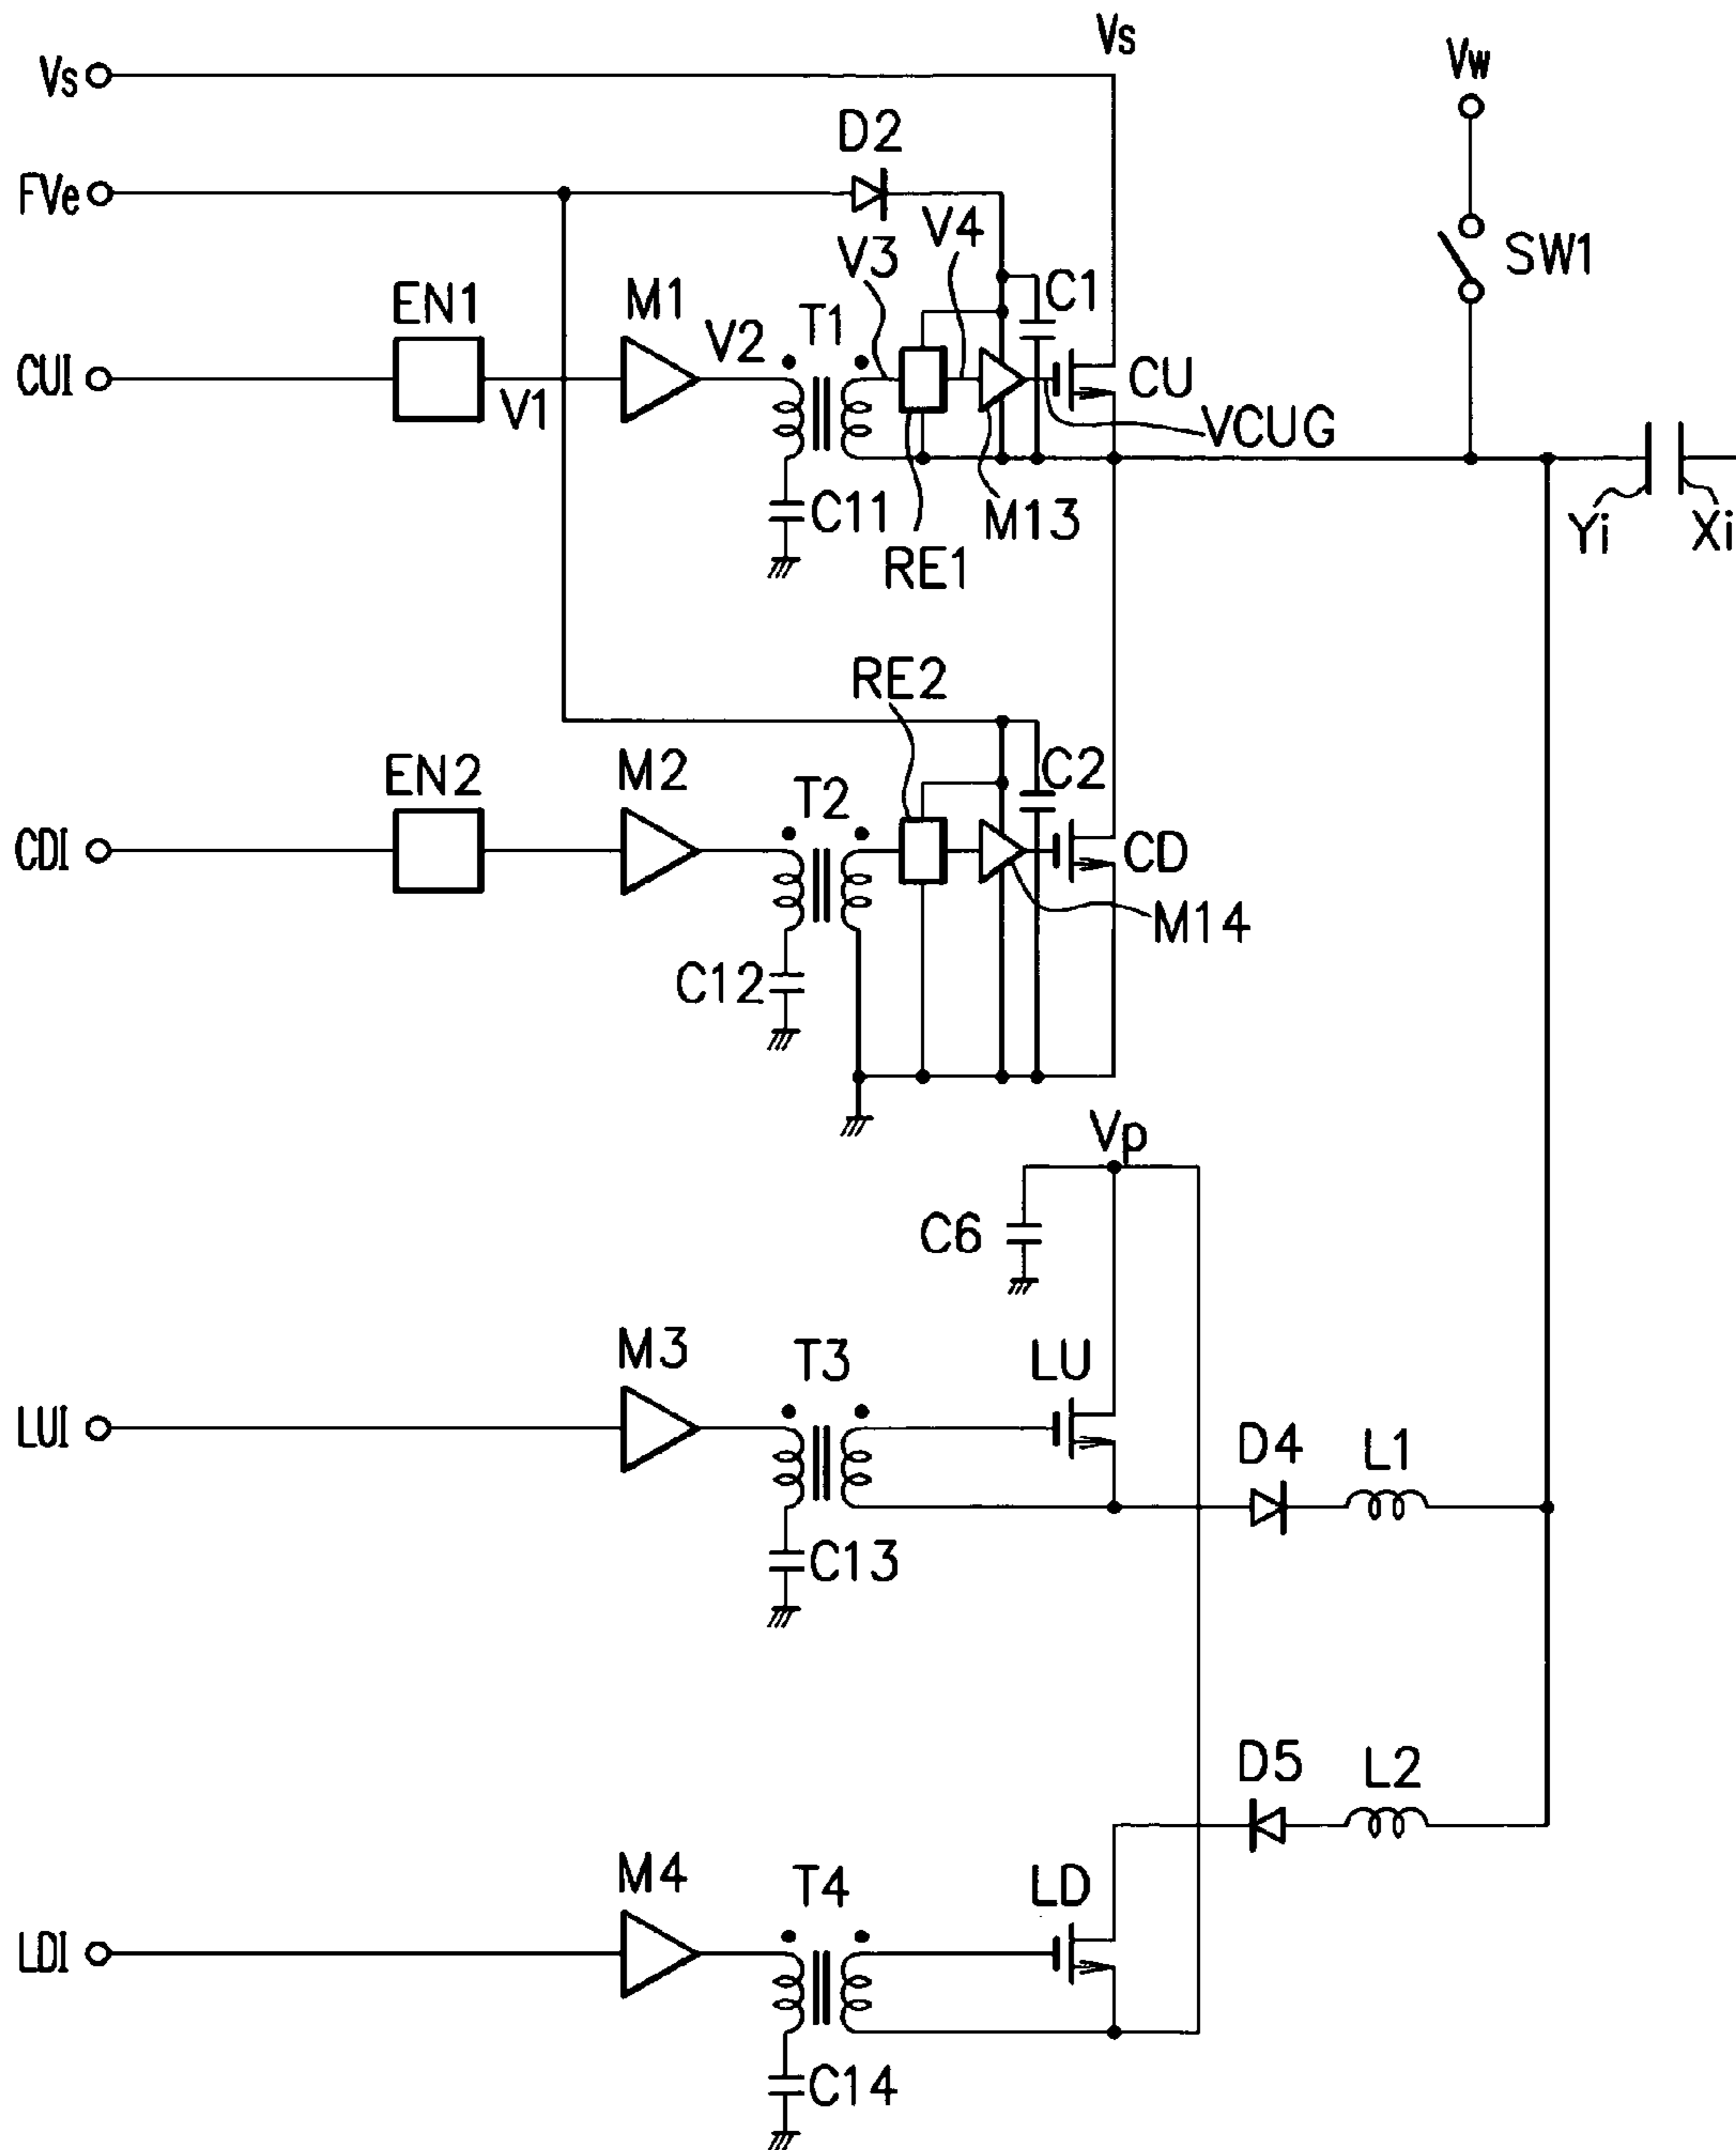 Vs
Vs
Vw
D2
FVe
V3
V4
SW1
EN1
M1
V2
T1
C1
CUI
V1
CU
VCUG
C11
M13
RE1
Yi
Xi
RE2
EN2
M2
T2
C2
CDI
CD
M14
C12
Vp
C6
M3
T3
LU
LUI
D4
L1
C13
D5
L2
M4
T4
LD
LDI
C14